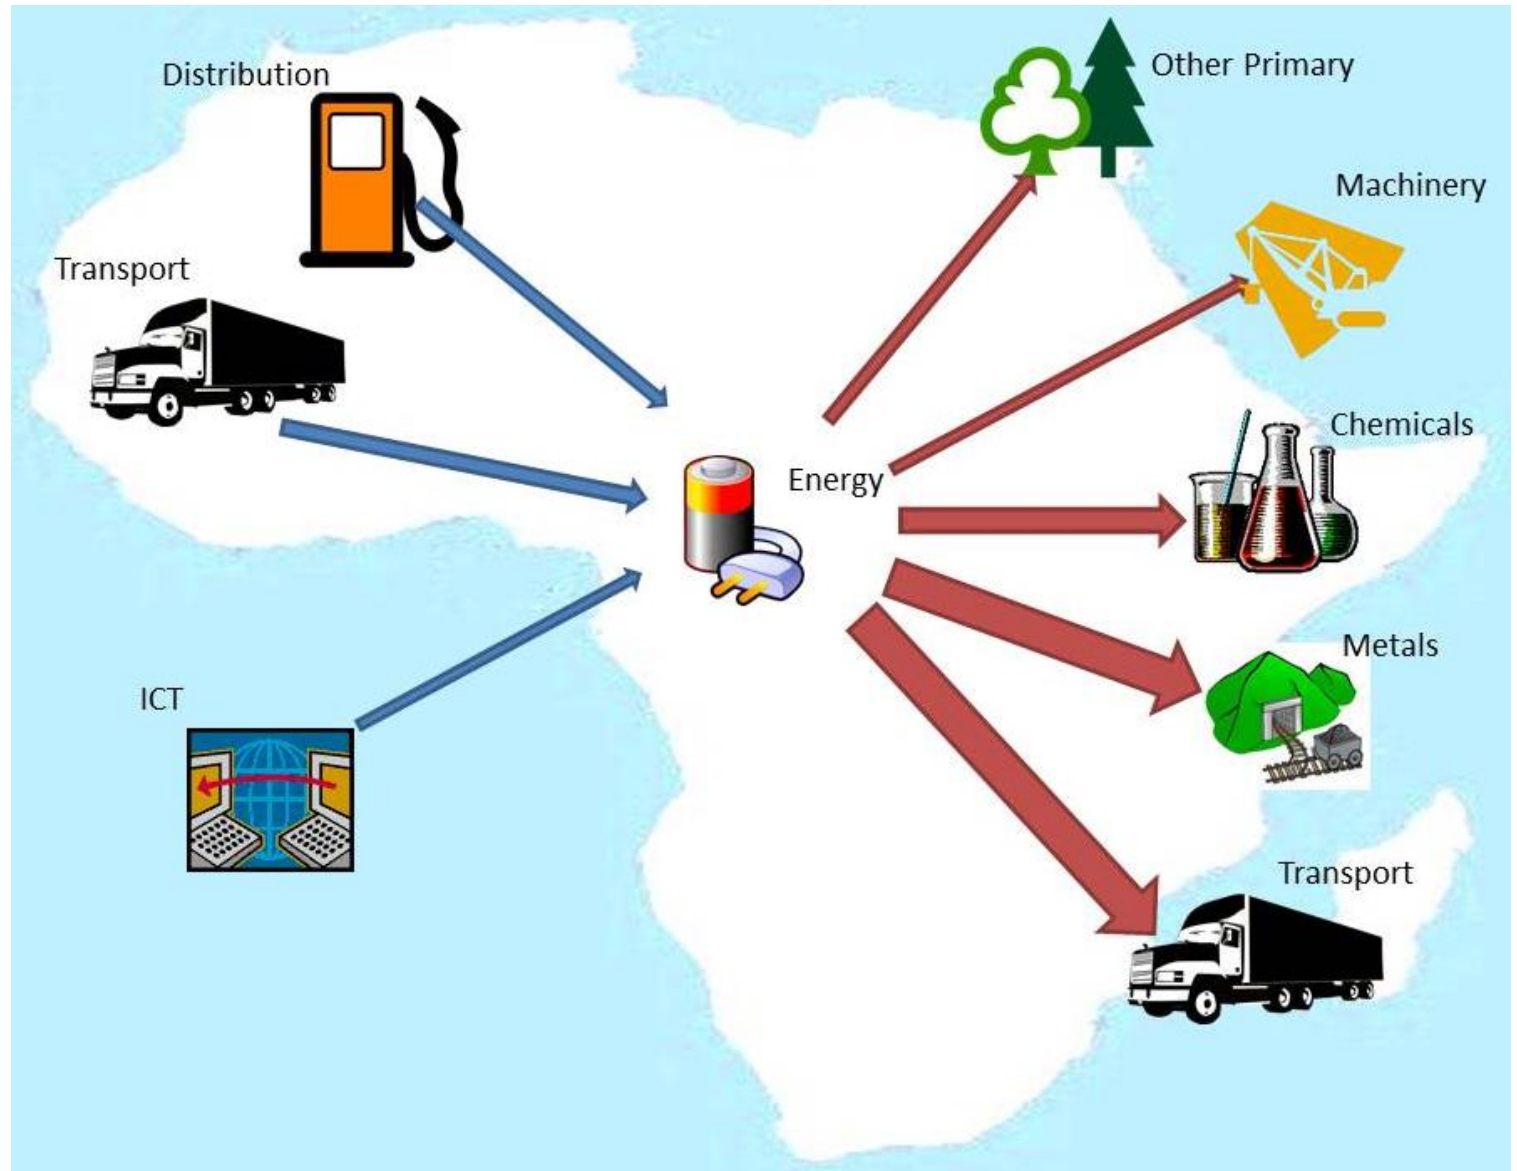 Distribution
Other Primary
Machinery
Transport
Chemicals
Energy
Metals
ICT
Transport